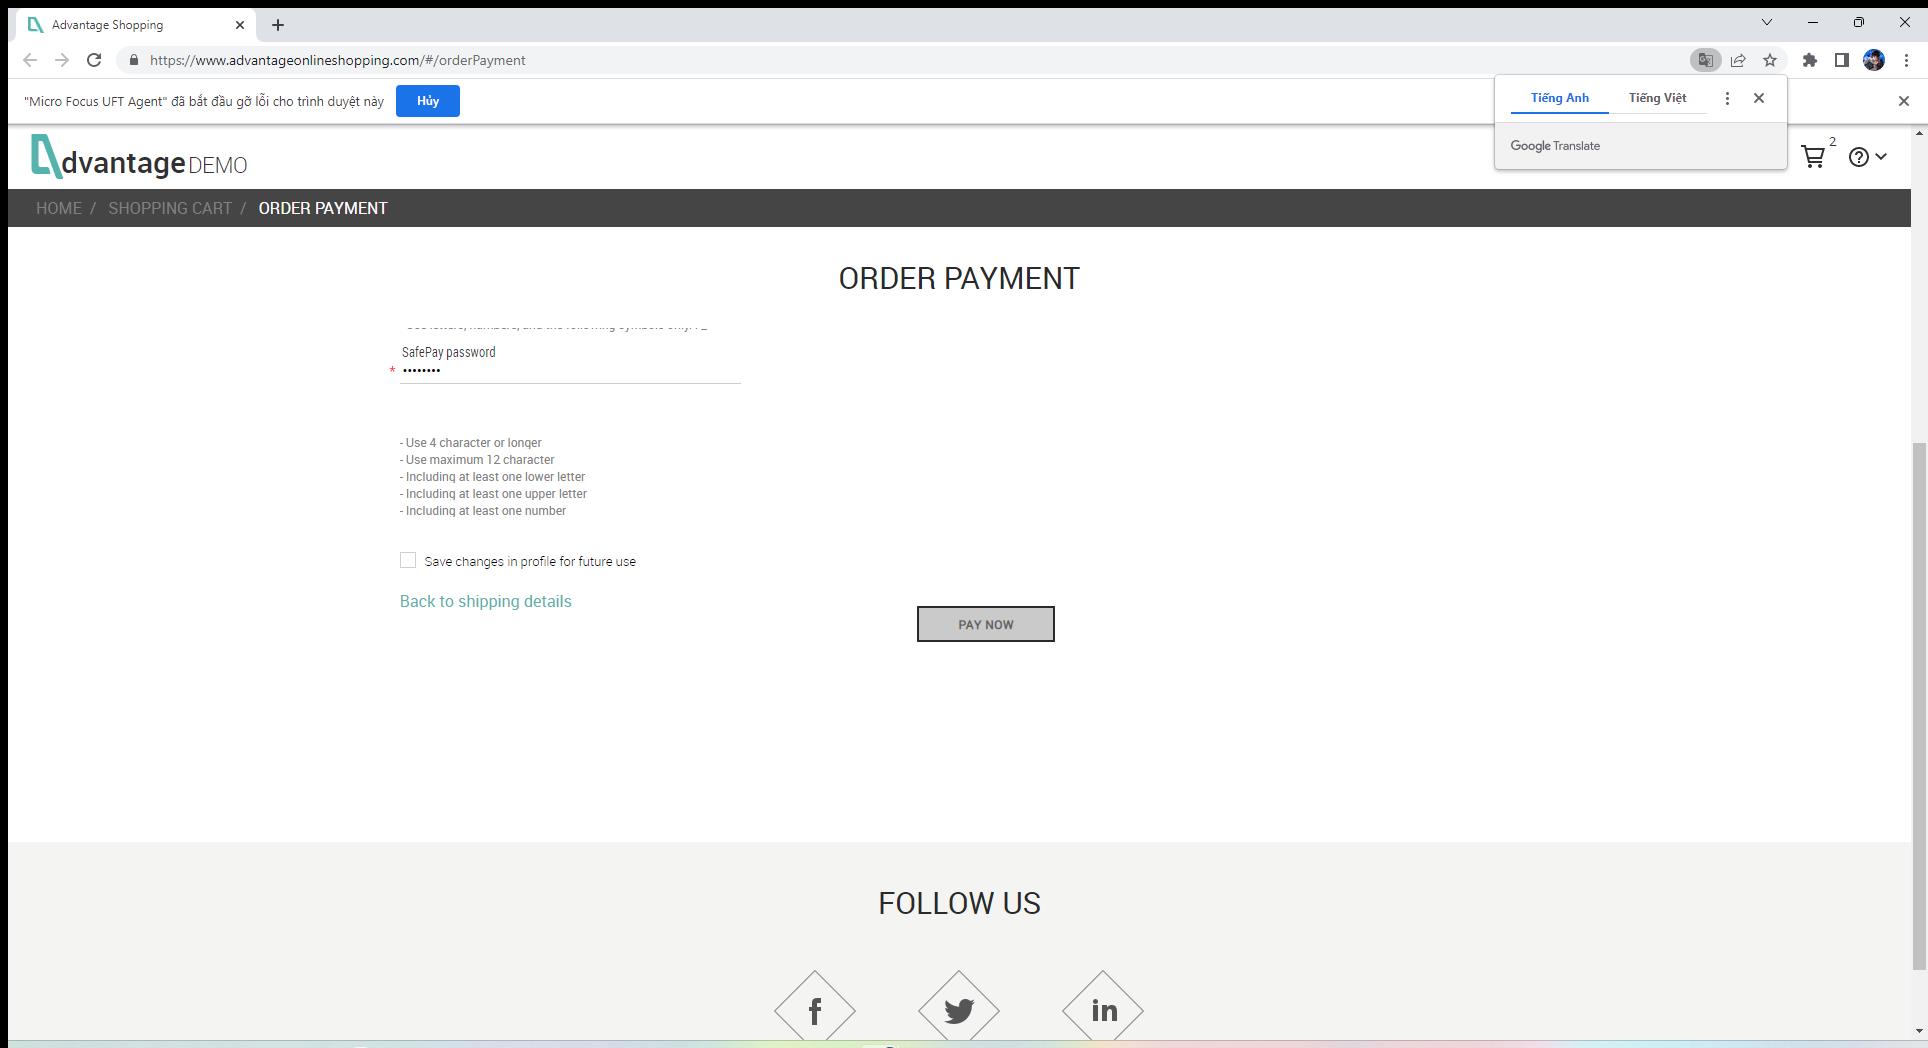 Advantage Shopping
https://www.advantageonlineshopping.com/#/orderPayment
"Micro Focus UFT Agent" đã bắt đầu gỡ lỗi cho trình duyệt này
Hủy
Tiếng Anh
Tiếng Việt
Google Translate
dvantage DEMO
2
HOME / SHOPPING CART / ORDER PAYMENT
ORDER PAYMENT
SafePay password
* ••••••••
- Use 4 character or longer
- Use maximum 12 character
- Including at least one lower letter
- Including at least one upper letter
- Including at least one number
Save changes in profile for future use
Back to shipping details
PAY NOW
FOLLOW US
f
in